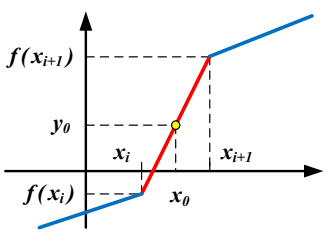 f(xᵢ₊₁)
y₀
xᵢ xᵢ₊₁
f(xᵢ) x₀